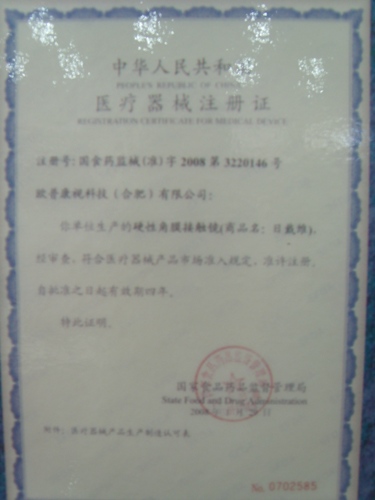 中华人民共和国
PEOPLE'S REPUBLIC OF CHINA
医疗器械注册证
REGISTRATION CERTIFICATE FOR MEDICAL DEVICE
注册号：国食药监械(准)字 2008 第 3220146 号
欧普康视科技（合肥）有限公司：
你单位生产的硬性角膜接触镜(商品名：日戴维)，
经审查，符合医疗器械产品市场准入规定，准许注册，
自批准之日起有效期四年。
特此证明。
国家食品药品监督管理局
State Food and Drug Administration
2008 年 月 日
附件：医疗器械产品生产制造认可表
No. 0702585